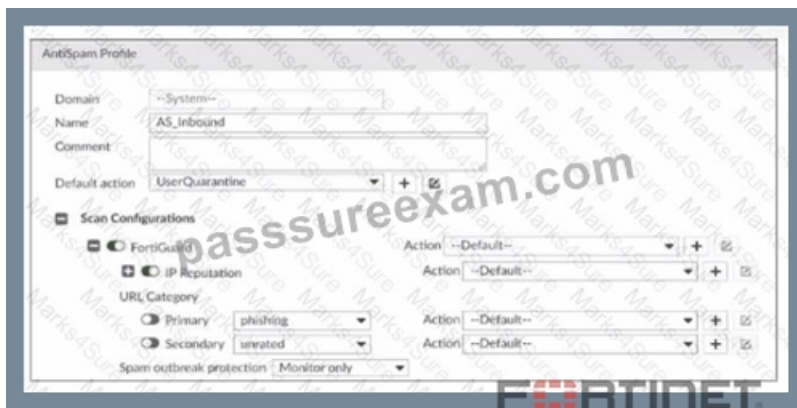 AntiSpam Profile
Domain --System--
Name AS_Inbound
Comment
Default action UserQuarantine
Scan Configurations
FortiGuard Action --Default--
IP Reputation Action --Default--
URL Category
Primary phishing Action --Default--
Secondary unrated Action --Default--
Spam outbreak protection Monitor only
passsureexam.com
Marks4Sure
FORTINET